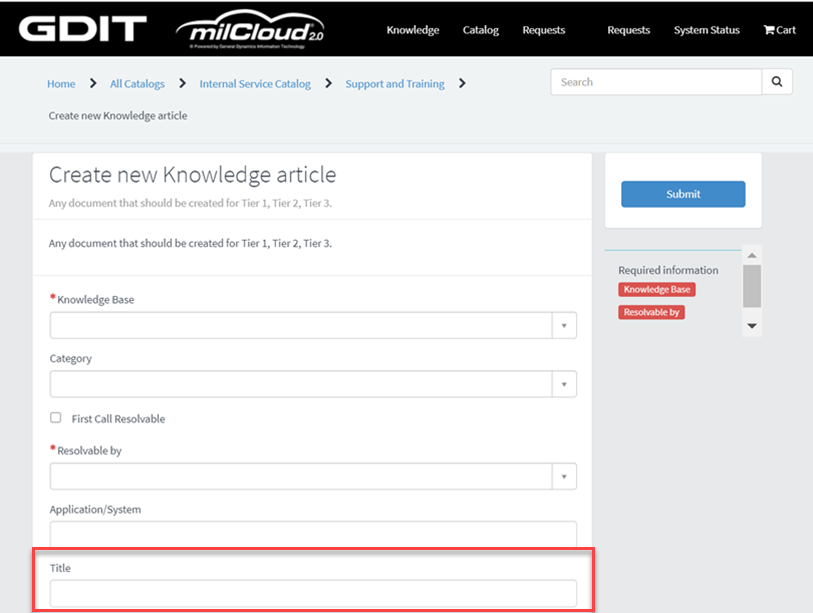 GDIT
milCloud 2.0
® Powered by General Dynamics Information Technology
Knowledge Catalog Requests Requests System Status Cart
Home > All Catalogs > Internal Service Catalog > Support and Training >
Search
Create new Knowledge article
Create new Knowledge article
Any document that should be created for Tier 1, Tier 2, Tier 3.
Any document that should be created for Tier 1, Tier 2, Tier 3.
Submit
Required information
Knowledge Base
Resolvable by
* Knowledge Base
Category
First Call Resolvable
* Resolvable by
Application/System
Title